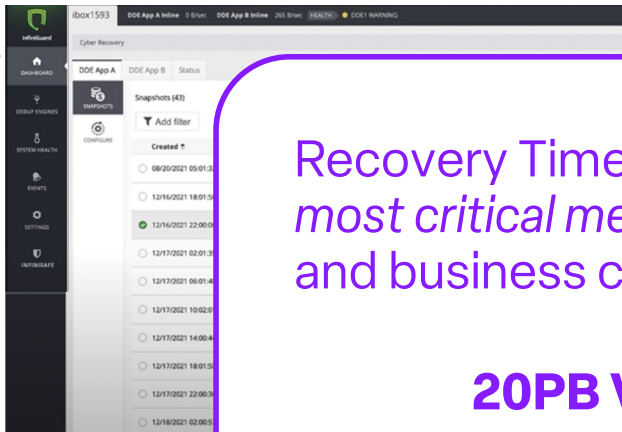 ibox1593 DDE App A Inline 0 B/sec DDE App B Inline 265 B/sec HEALTH DDE1 WARNING
InfiniGuard
Cyber Recovery
DASHBOARD
DDE App A DDE App B Status
SNAPSHOTS
Snapshots (43)
DEDUP ENGINES
Add filter
CONFIGURE
SYSTEM HEALTH
Created
08/20/2021 05:01:3
EVENTS
12/16/2021 18:01:5
SETTINGS
12/16/2021 22:00:0
INFINISAFE
12/17/2021 02:01:3
12/17/2021 06:01:4
12/17/2021 10:02:0
12/17/2021 14:00:4
12/17/2021 18:01:5
12/17/2021 22:00:3
12/18/2021 02:00:5
Recovery Time
most critical me
and business c
20PB V